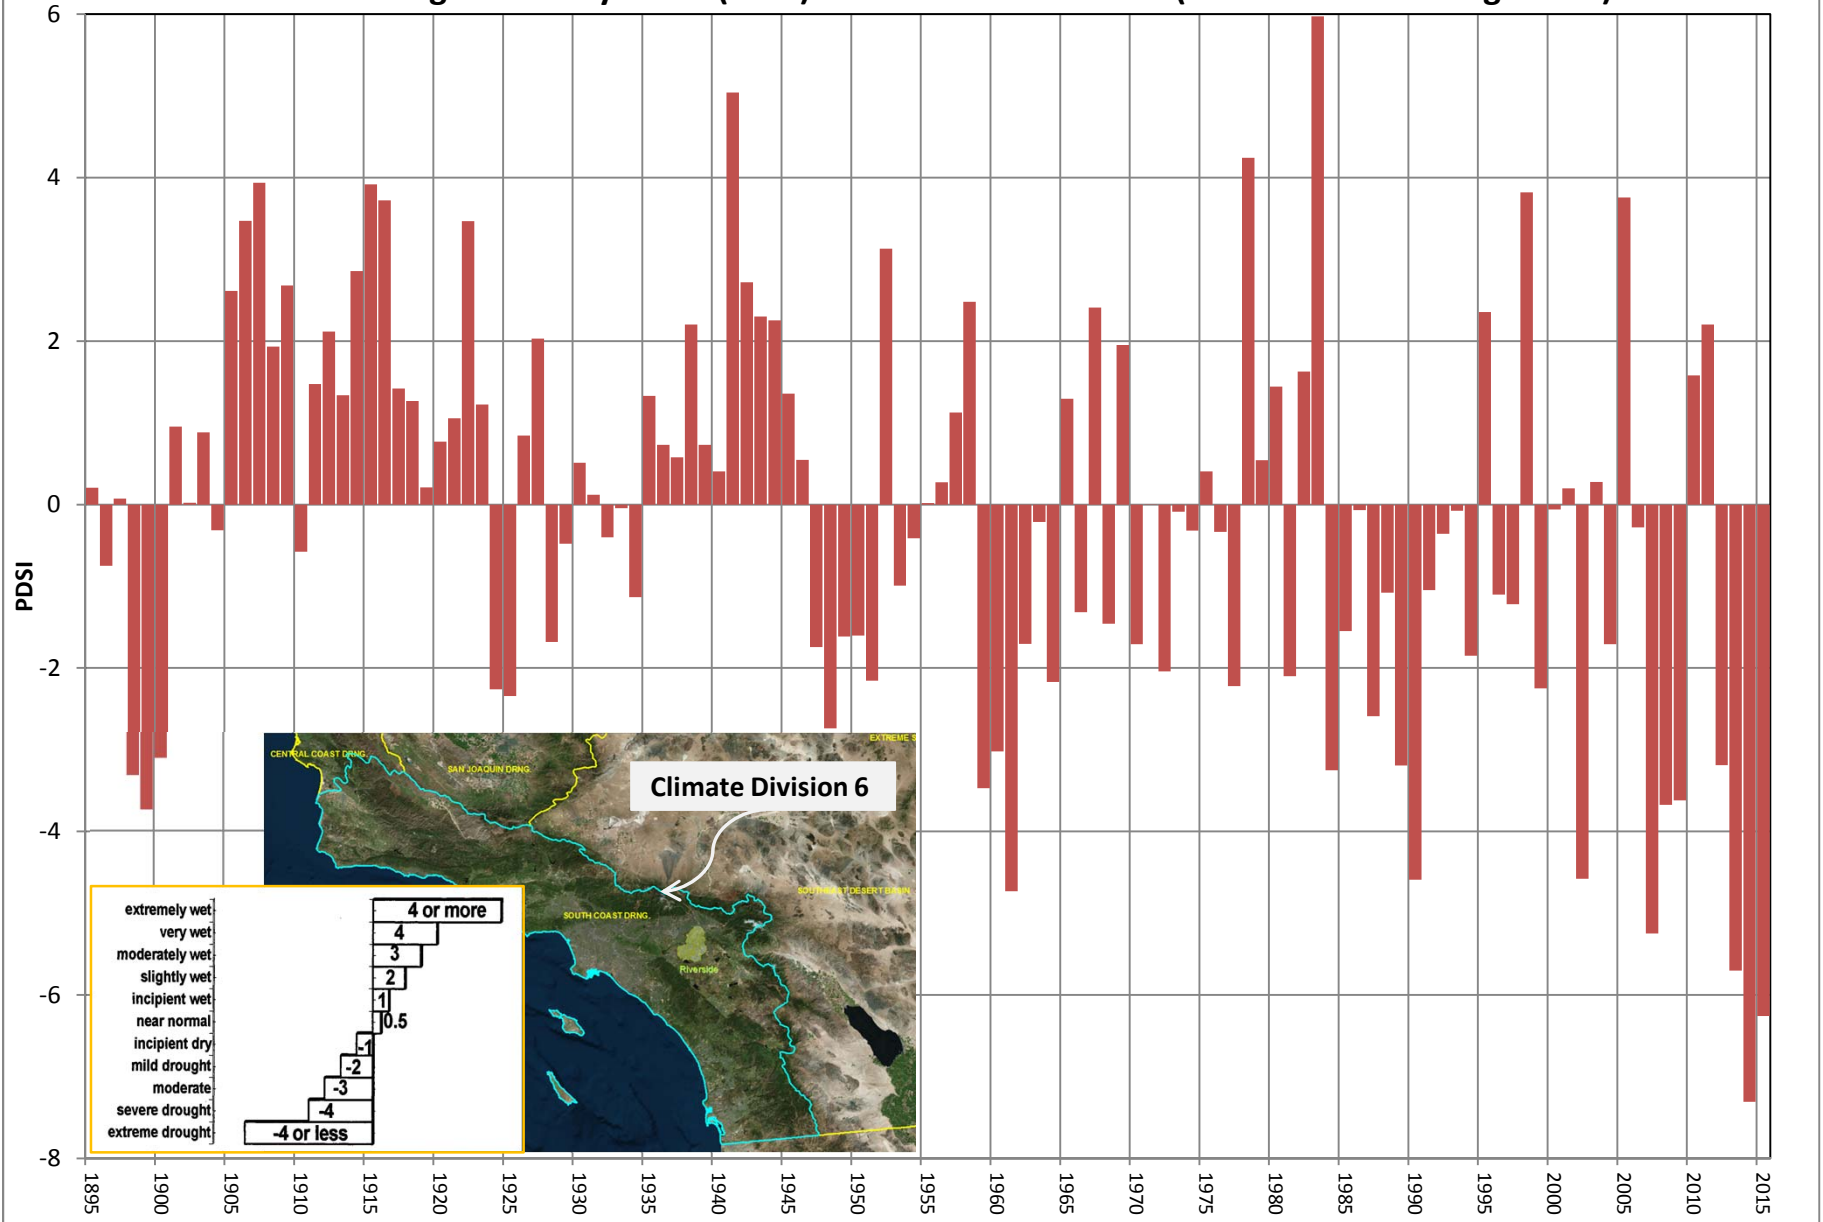 6
4
2
0
-2
-4
-6
-8
PDSI
CENTRAL COAST DRNG.
SAN JOAQUIN DRNG.
EXTREME S
Climate Division 6
SOUTHEAST DESERT BASIN
SOUTH COAST DRNG.
Riverside
extremely wet 4 or more
very wet 4
moderately wet 3
slightly wet 2
incipient wet 1
near normal 0.5
incipient dry -1
mild drought -2
moderate -3
severe drought -4
extreme drought -4 or less
1895 1900 1905 1910 1915 1920 1925 1930 1935 1940 1945 1950 1955 1960 1965 1970 1975 1980 1985 1990 1995 2000 2005 2010 2015